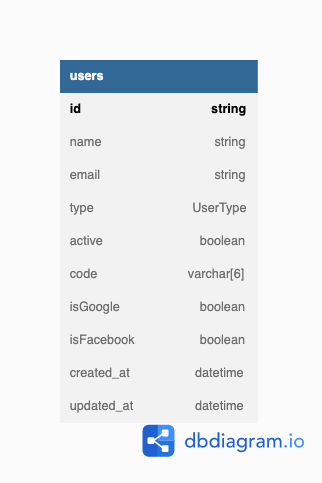 users
id string
name string
email string
type UserType
active boolean
code varchar[6]
isGoogle boolean
isFacebook boolean
created_at datetime
updated_at datetime
dbdiagram.io